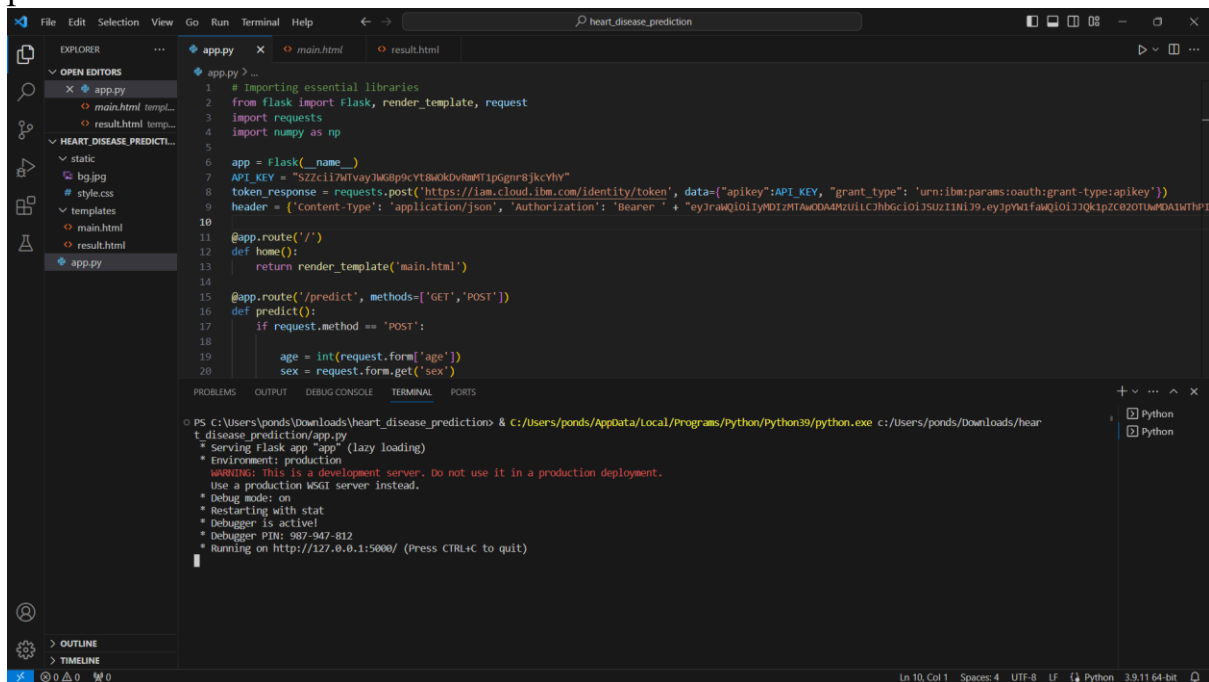 File Edit Selection View Go Run Terminal Help
heart_disease_prediction
EXPLORER
OPEN EDITORS
app.py
main.html templ...
result.html temp...
HEART_DISEASE_PREDICTI...
static
bg.jpg
style.css
templates
main.html
result.html
app.py
OUTLINE
TIMELINE
app.py main.html result.html
app.py > ...
1 # Importing essential libraries
2 from flask import Flask, render_template, request
3 import requests
4 import numpy as np
5
6 app = Flask(__name__)
7 API_KEY =
8 token_response = requests.post('https://iam.cloud.ibm.com/identity/token', data={"apikey":API_KEY, "grant_type": 'urn:ibm:params:oauth:grant-type:apikey'})
9 header = {'Content-Type': 'application/json', 'Authorization': 'Bearer ' +
10
11 @app.route('/')
12 def home():
13 return render_template('main.html')
14
15 @app.route('/predict', methods=['GET','POST'])
16 def predict():
17 if request.method == 'POST':
18
19 age = int(request.form['age'])
20 sex = request.form.get('sex')
PROBLEMS OUTPUT DEBUG CONSOLE TERMINAL PORTS
PS C:\Users\ponds\Downloads\heart_disease_prediction> & C:/Users/ponds/AppData/Local/Programs/Python/Python39/python.exe c:/Users/ponds/Downloads/hear
t_disease_prediction/app.py
* Serving Flask app "app" (lazy loading)
* Environment: production
WARNING: This is a development server. Do not use it in a production deployment.
Use a production WSGI server instead.
* Debug mode: on
* Restarting with stat
* Debugger is active!
* Debugger PIN: 987-947-812
* Running on http://127.0.0.1:5000/ (Press CTRL+C to quit)
Python
Python
0 0 0
Ln 10, Col 1 Spaces: 4 UTF-8 LF Python 3.9.11 64-bit